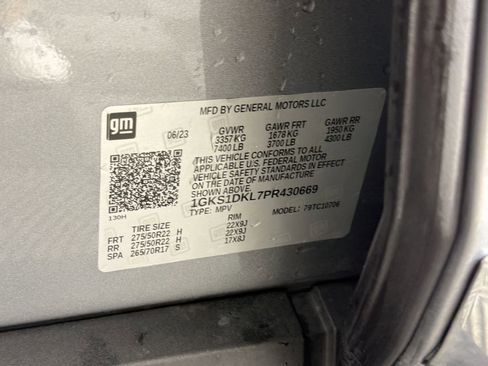 MFD BY GENERAL MOTORS LLC
gm
06/23 GVWR GAWR FRT GAWR RR
3357 KG 1678 KG 1950 KG
7400 LB 3700 LB 4300 LB
THIS VEHICLE CONFORMS TO ALL
APPLICABLE U.S. FEDERAL MOTOR
VEHICLE SAFETY STANDARDS IN EFFECT ON
THE DATE OF MANUFACTURE
1GKS1DKL7PR430669
130H
TYPE: MPV MODEL: 79TC10706
TIRE SIZE RIM
FRT 275/50R22 H 22X9J
RR 275/50R22 H 22X9J
SPA 265/70R17 S 17X8J